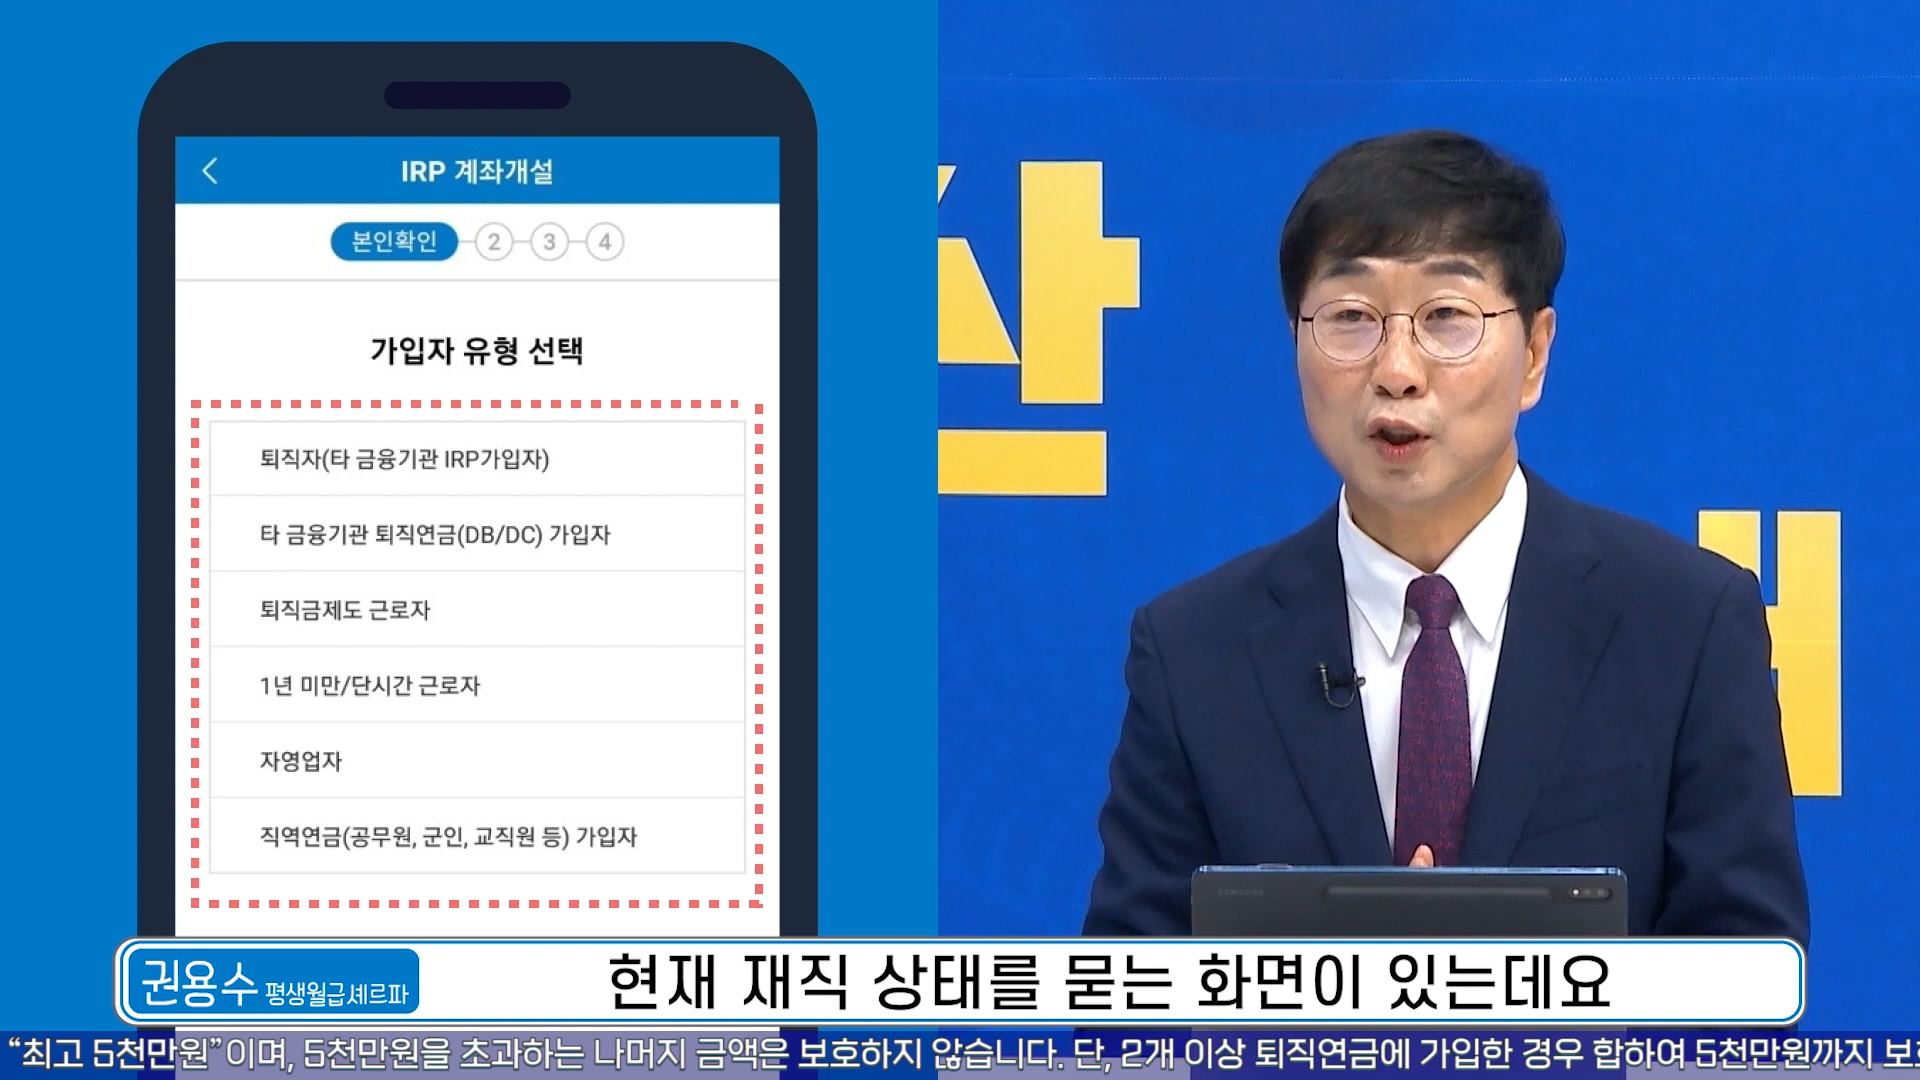 IRP 계좌개설
본인확인 2 3 4
가입자 유형 선택
퇴직자(타 금융기관 IRP가입자)
타 금융기관 퇴직연금(DB/DC) 가입자
퇴직금제도 근로자
1년 미만/단시간 근로자
자영업자
직역연금(공무원, 군인, 교직원 등) 가입자
SAMSUNG
권용수 평생월급셰르파
현재 재직 상태를 묻는 화면이 있는데요
“최고 5천만원”이며, 5천만원을 초과하는 나머지 금액은 보호하지 않습니다. 단, 2개 이상 퇴직연금에 가입한 경우 합하여 5천만원까지 보